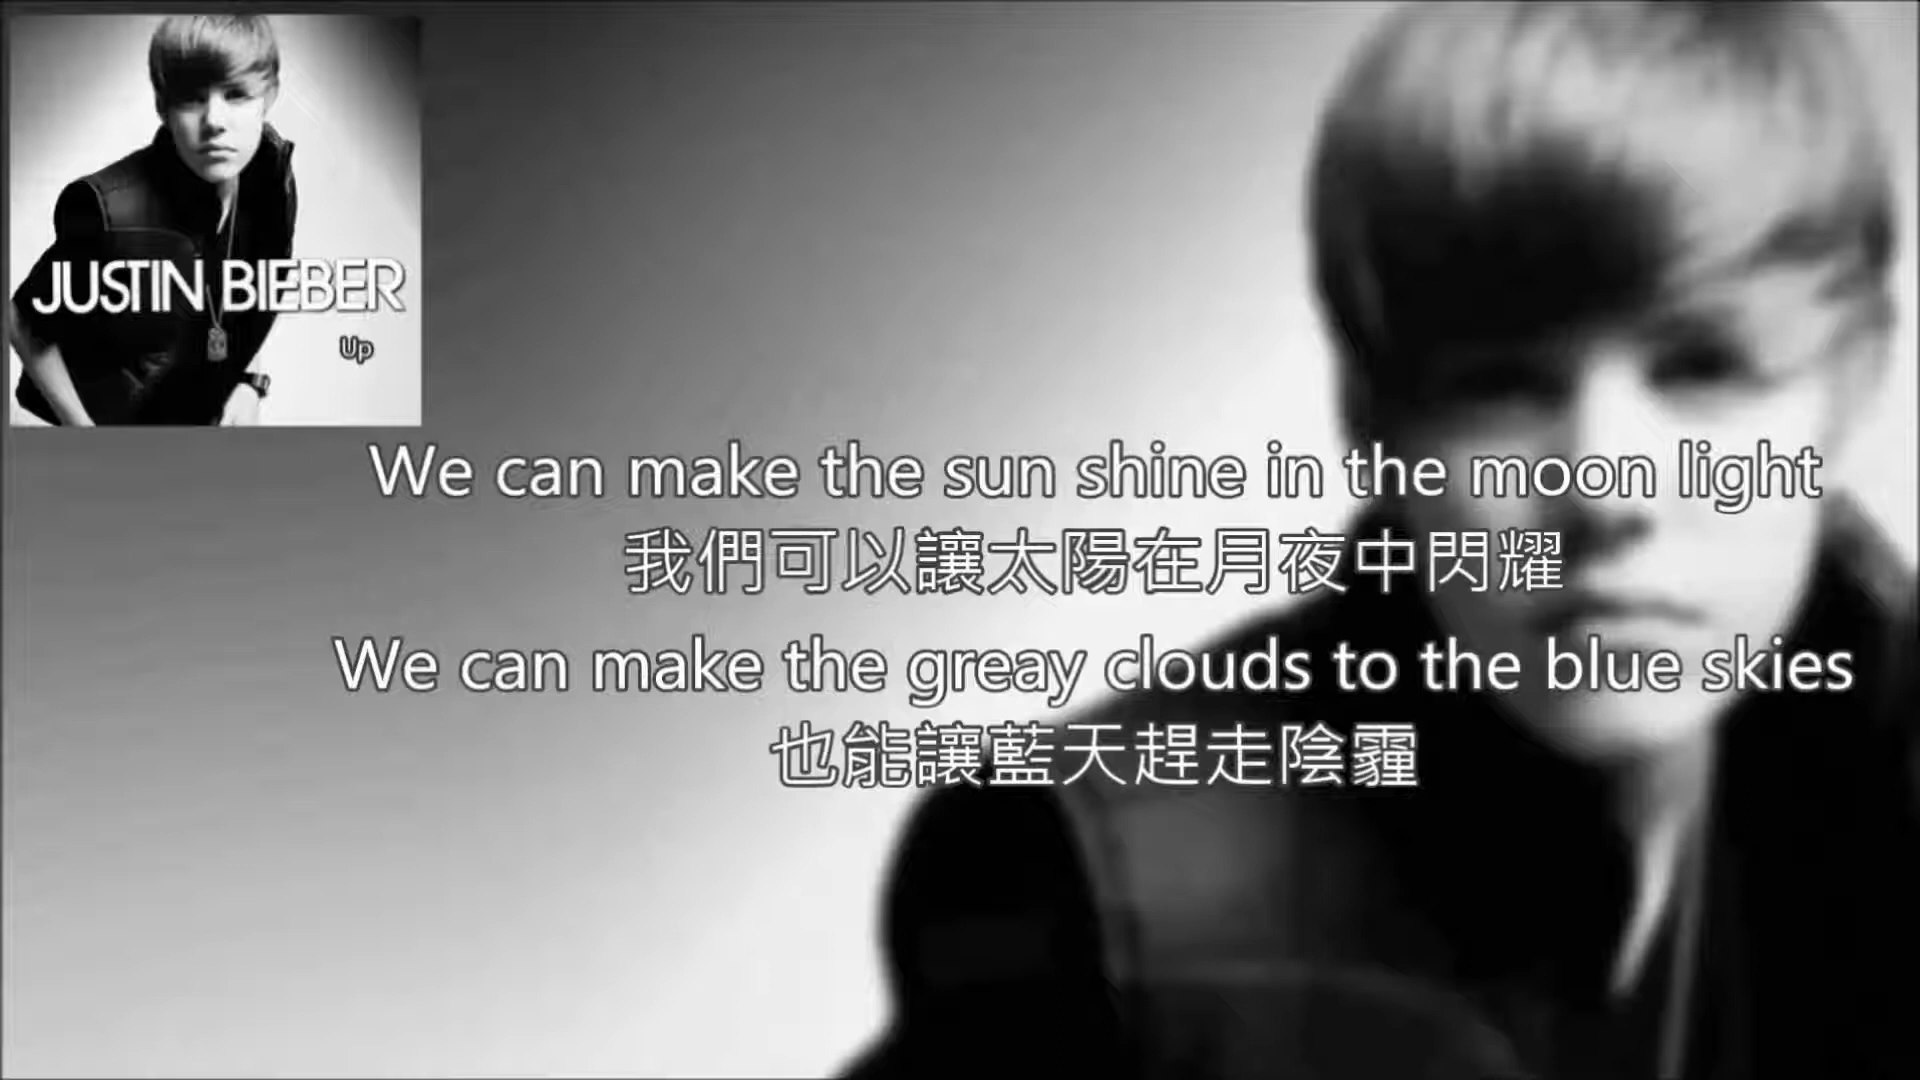 JUSTIN BIEBER
Up
We can make the sun shine in the moon light
我們可以讓太陽在月夜中閃耀
We can make the greay clouds to the blue skies
也能讓藍天趕走陰霾